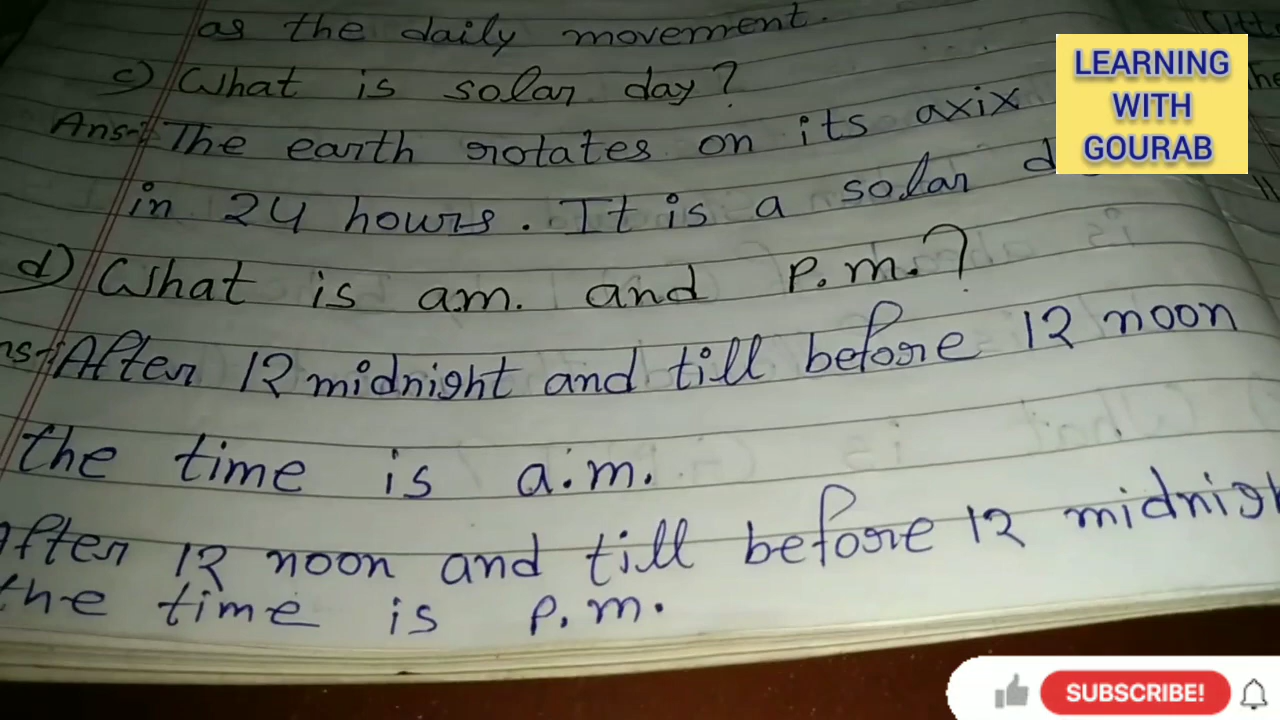 as the daily movement.
c) What is solar day?
Ans-: The earth rotates on its axix
in 24 hours. It is a solar d
d) What is a.m. and p.m.?
ns-: After 12 midnight and till before 12 noon
the time is a.m.
After 12 noon and till before 12 midnigh
the time is p.m.
LEARNING
WITH
GOURAB
SUBSCRIBE!